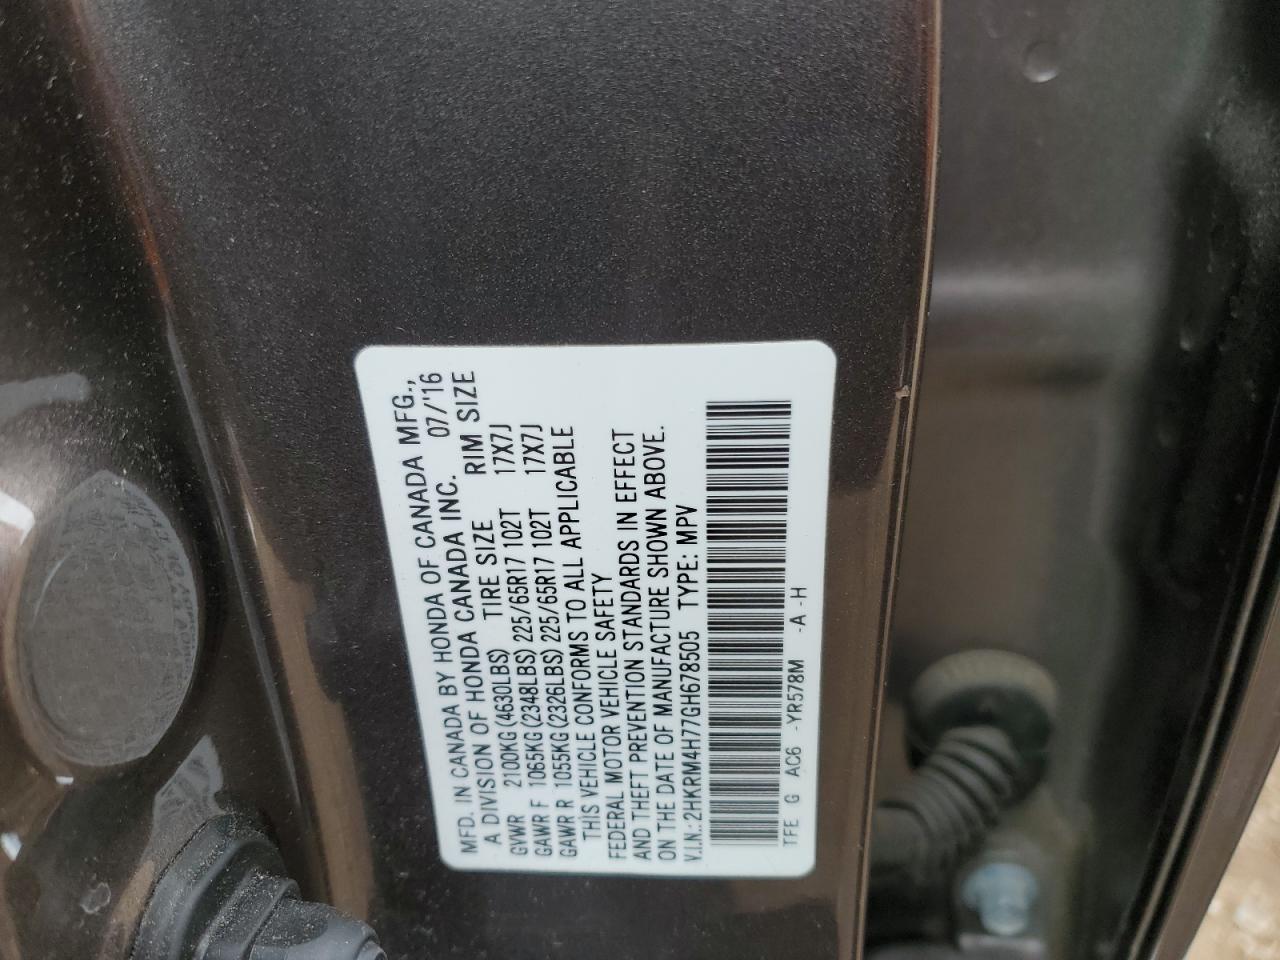 MFD. IN CANADA BY HONDA OF CANADA MFG.,
A DIVISION OF HONDA CANADA INC. 07/'16
GVWR 2100KG(4630LBS) TIRE SIZE RIM SIZE
GAWR F 1065KG(2348LBS) 225/65R17 102T 17X7J
GAWR R 1055KG(2326LBS) 225/65R17 102T 17X7J
THIS VEHICLE CONFORMS TO ALL APPLICABLE
FEDERAL MOTOR VEHICLE SAFETY
AND THEFT PREVENTION STANDARDS IN EFFECT
ON THE DATE OF MANUFACTURE SHOWN ABOVE.
V.I.N.: 2HKRM4H77GH678505 TYPE: MPV
TFE G AC6 -YR578M -A -H